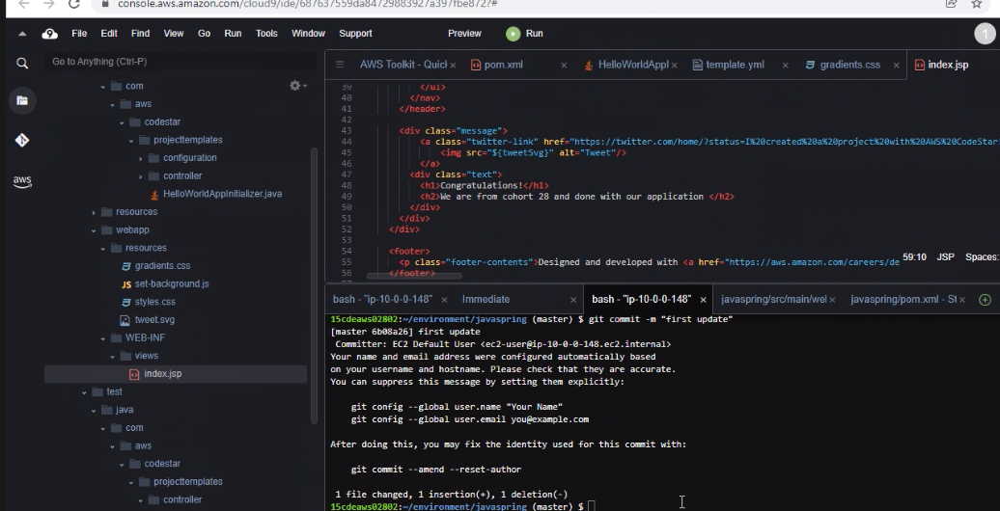 console.aws.amazon.com/cloud9/ide/687637559da84729883927a397fbe872?#
File Edit Find View Go Run Tools Window Support Preview Run 1
Go to Anything (Ctrl-P)
com
aws
codestar
projecttemplates
configuration
controller
HelloWorldAppInitializer.java
resources
webapp
resources
gradients.css
JS set-background.js
styles.css
tweet.svg
WEB-INF
views
index.jsp
test
java
com
aws
codestar
projecttemplates
controller
aws
AWS Toolkit - Quick × pom.xml × HelloWorldAppl × template.yml × gradients.css × index.jsp
39 </ul>
40 </nav>
41 </header>
42
43 <div class="message">
44 <a class="twitter-link" href="https://twitter.com/home/?status=I%20created%20a%20project%20with%20AWS%20CodeStar
45 <img src="${tweetSvg}" alt="Tweet"/>
46 </a>
47 <div class="text">
48 <h1>Congratulations!</h1>
49 <h2>We are from cohort 28 and done with our application </h2>
50 </div>
51 </div>
52 </div>
53
54 <footer>
55 <p class="footer-contents">Designed and developed with <a href="https://aws.amazon.com/careers/de
56 </footer>
59:10 JSP Spaces:
bash - "ip-10-0-0-148" × Immediate × bash - "ip-10-0-0-148" × javaspring/src/main/wel × javaspring/pom.xml - St ×
15cdeaws02802:~/environment/javaspring (master) $ git commit -m "first update"
[master 6b08a26] first update
Committer: EC2 Default User <ec2-user@ip-10-0-0-148.ec2.internal>
Your name and email address were configured automatically based
on your username and hostname. Please check that they are accurate.
You can suppress this message by setting them explicitly:
git config --global user.name "Your Name"
git config --global user.email you@example.com
After doing this, you may fix the identity used for this commit with:
git commit --amend --reset-author
1 file changed, 1 insertion(+), 1 deletion(-)
15cdeaws02802:~/environment/javaspring (master) $